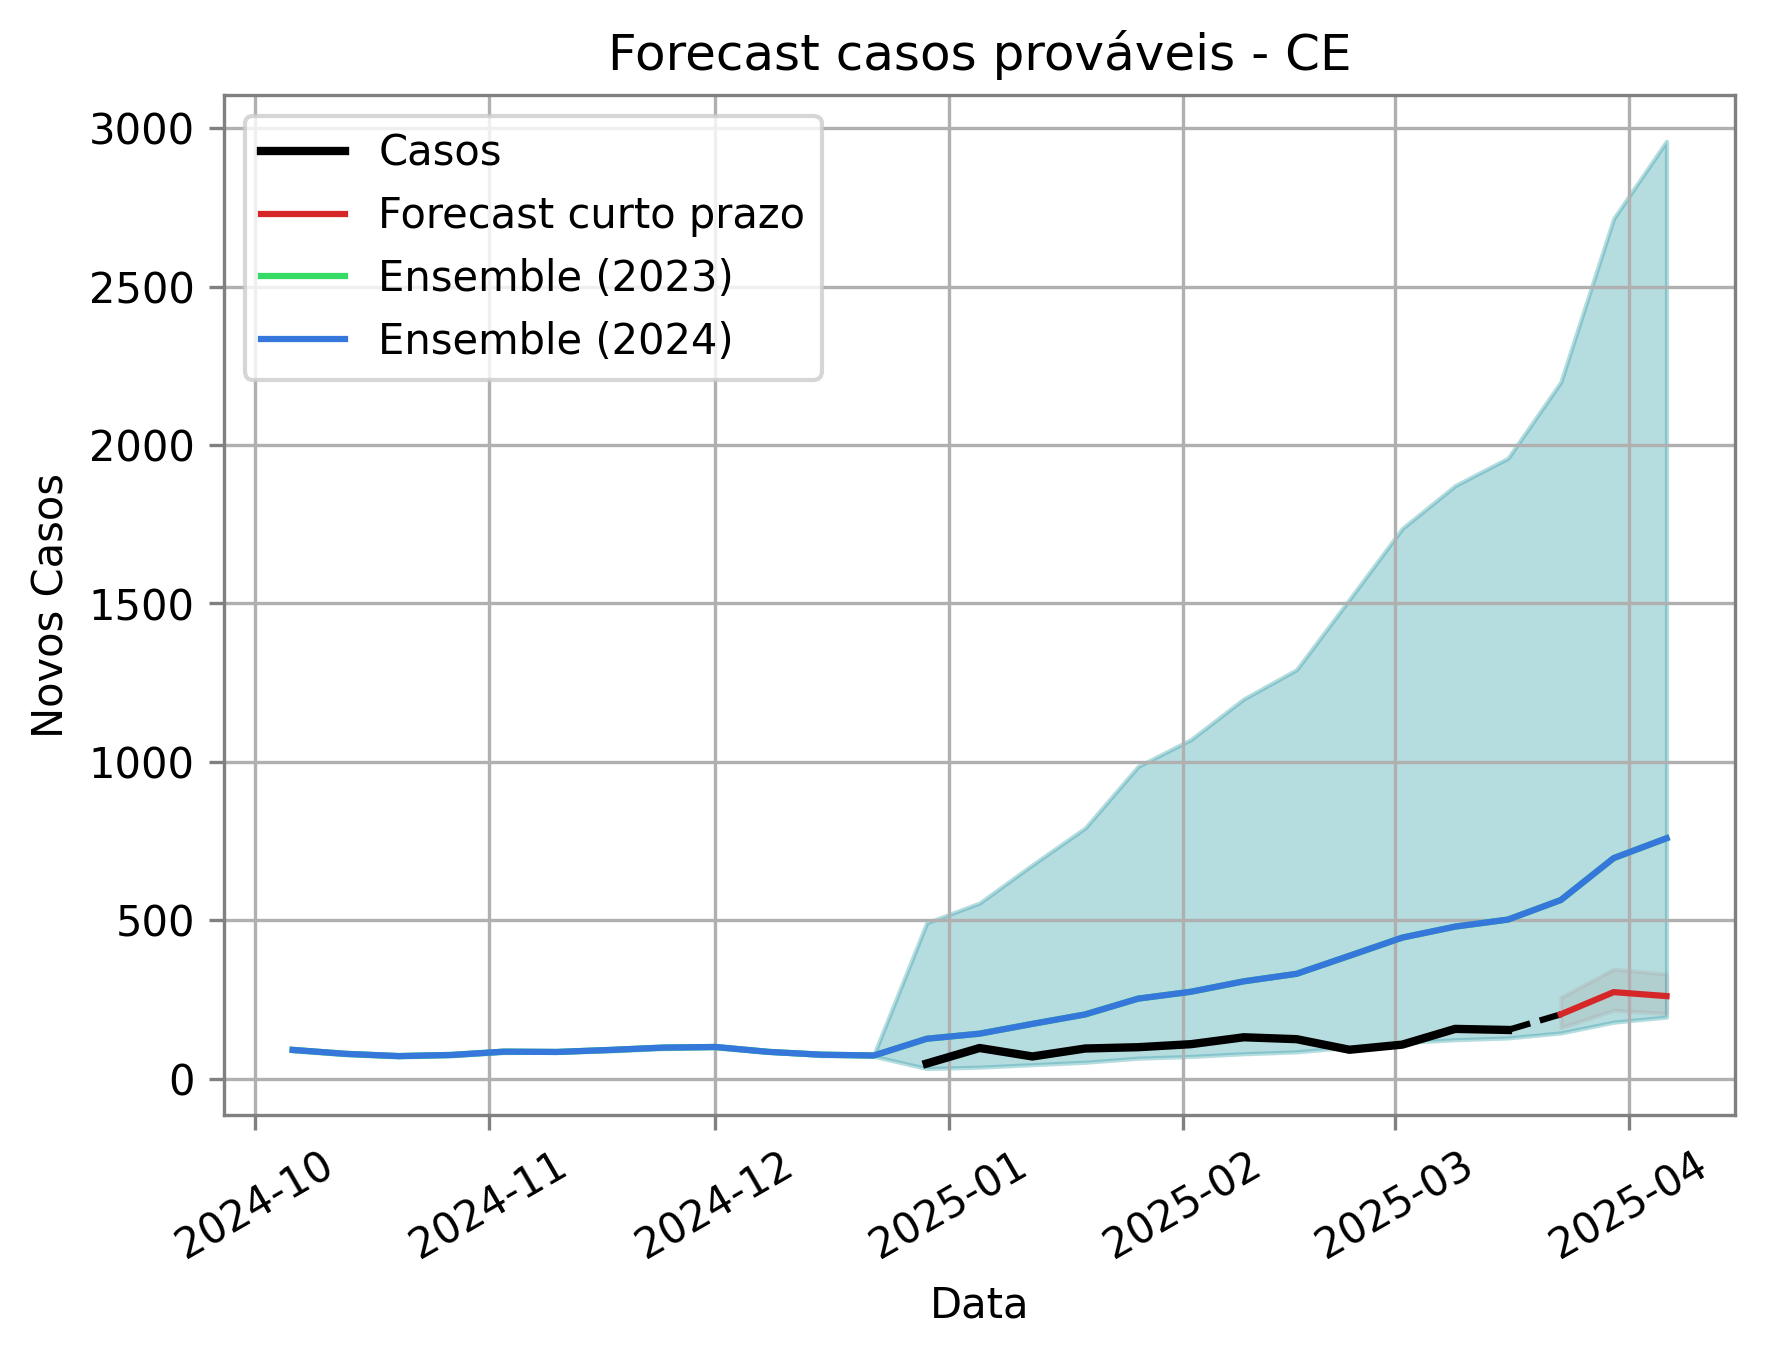 Forecast casos prováveis - CE
Casos
Forecast curto prazo
Ensemble (2023)
Ensemble (2024)
3000
2500
2000
1500
1000
500
0
Novos Casos
2024-10
2024-11
2024-12
2025-01
2025-02
2025-03
2025-04
Data